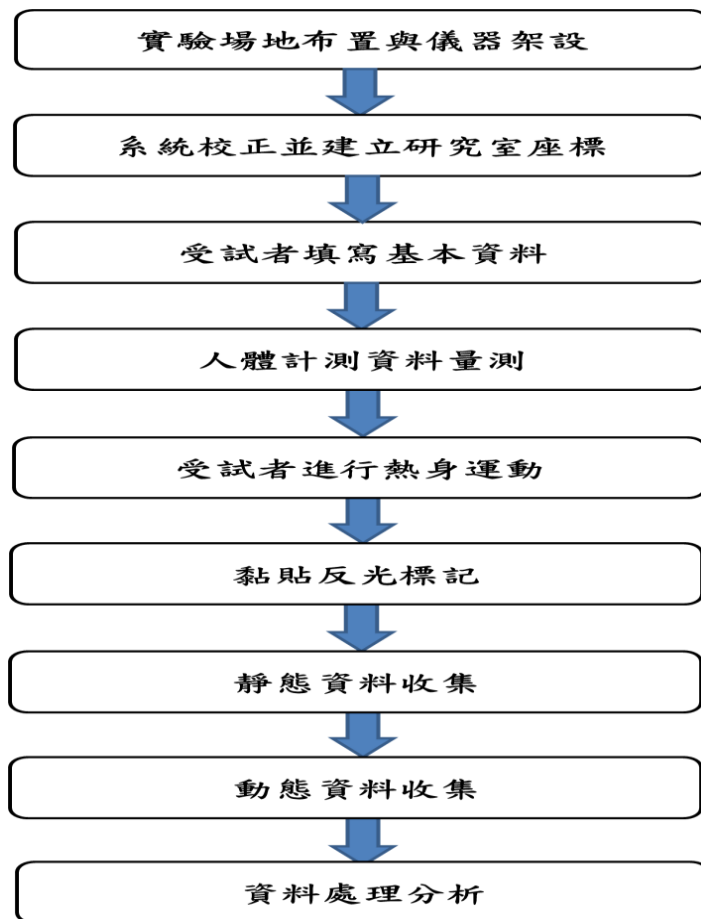 實驗場地布置與儀器架設
系統校正並建立研究室座標
受試者填寫基本資料
人體計測資料量測
受試者進行熱身運動
黏貼反光標記
靜態資料收集
動態資料收集
資料處理分析